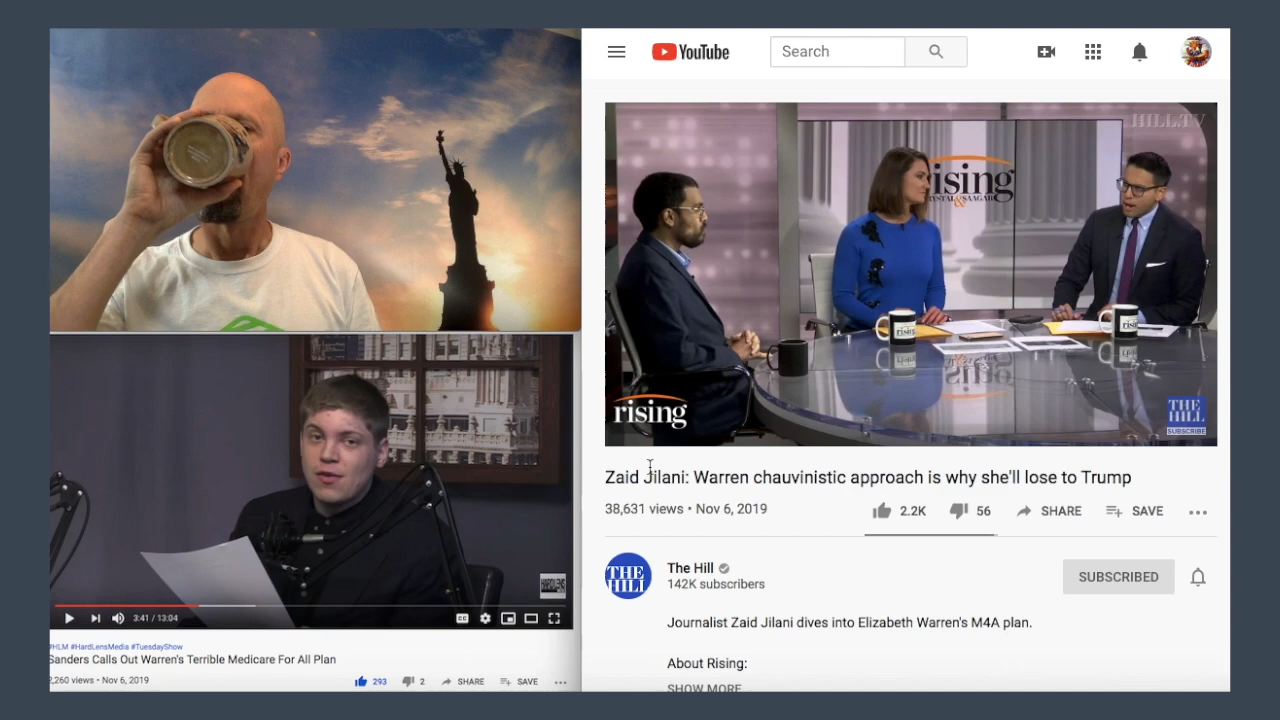 YouTube
Search
HILL.TV
rising
KRYSTAL & SAAGAR
rising
rising
rising
THE
HILL
SUBSCRIBE
Zaid Jilani: Warren chauvinistic approach is why she'll lose to Trump
38,631 views • Nov 6, 2019
2.2K
56
SHARE
SAVE
THE
HILL
The Hill
142K subscribers
SUBSCRIBED
Journalist Zaid Jilani dives into Elizabeth Warren's M4A plan.
About Rising:
SHOW MORE
HARDLENS
3:41 / 13:04
#HLM #HardLensMedia #TuesdayShow
Sanders Calls Out Warren's Terrible Medicare For All Plan
2,260 views • Nov 6, 2019
293
2
SHARE
SAVE